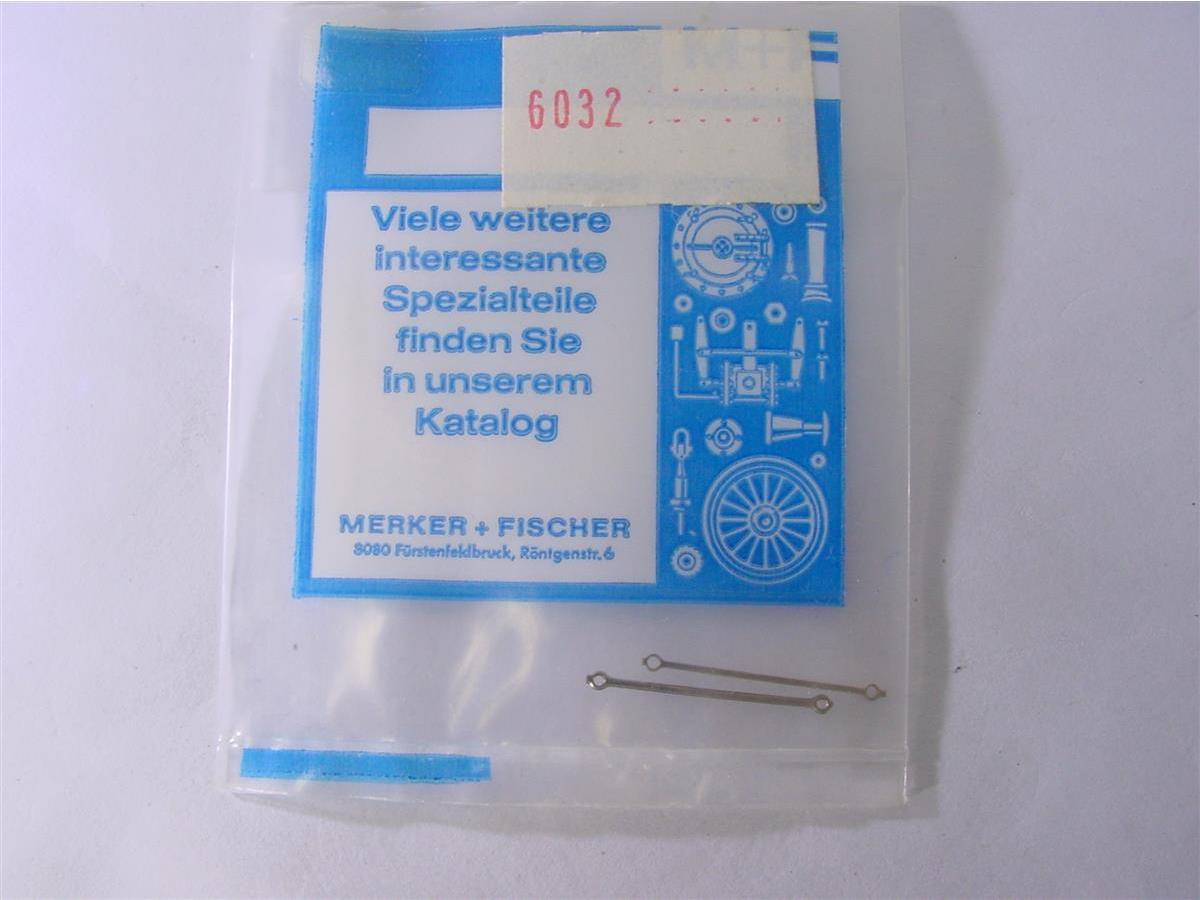 6032
Viele weitere
interessante
Spezialteile
finden Sie
in unserem
Katalog
MERKER + FISCHER
8080 Fürstenfeldbruck, Röntgenstr. 6